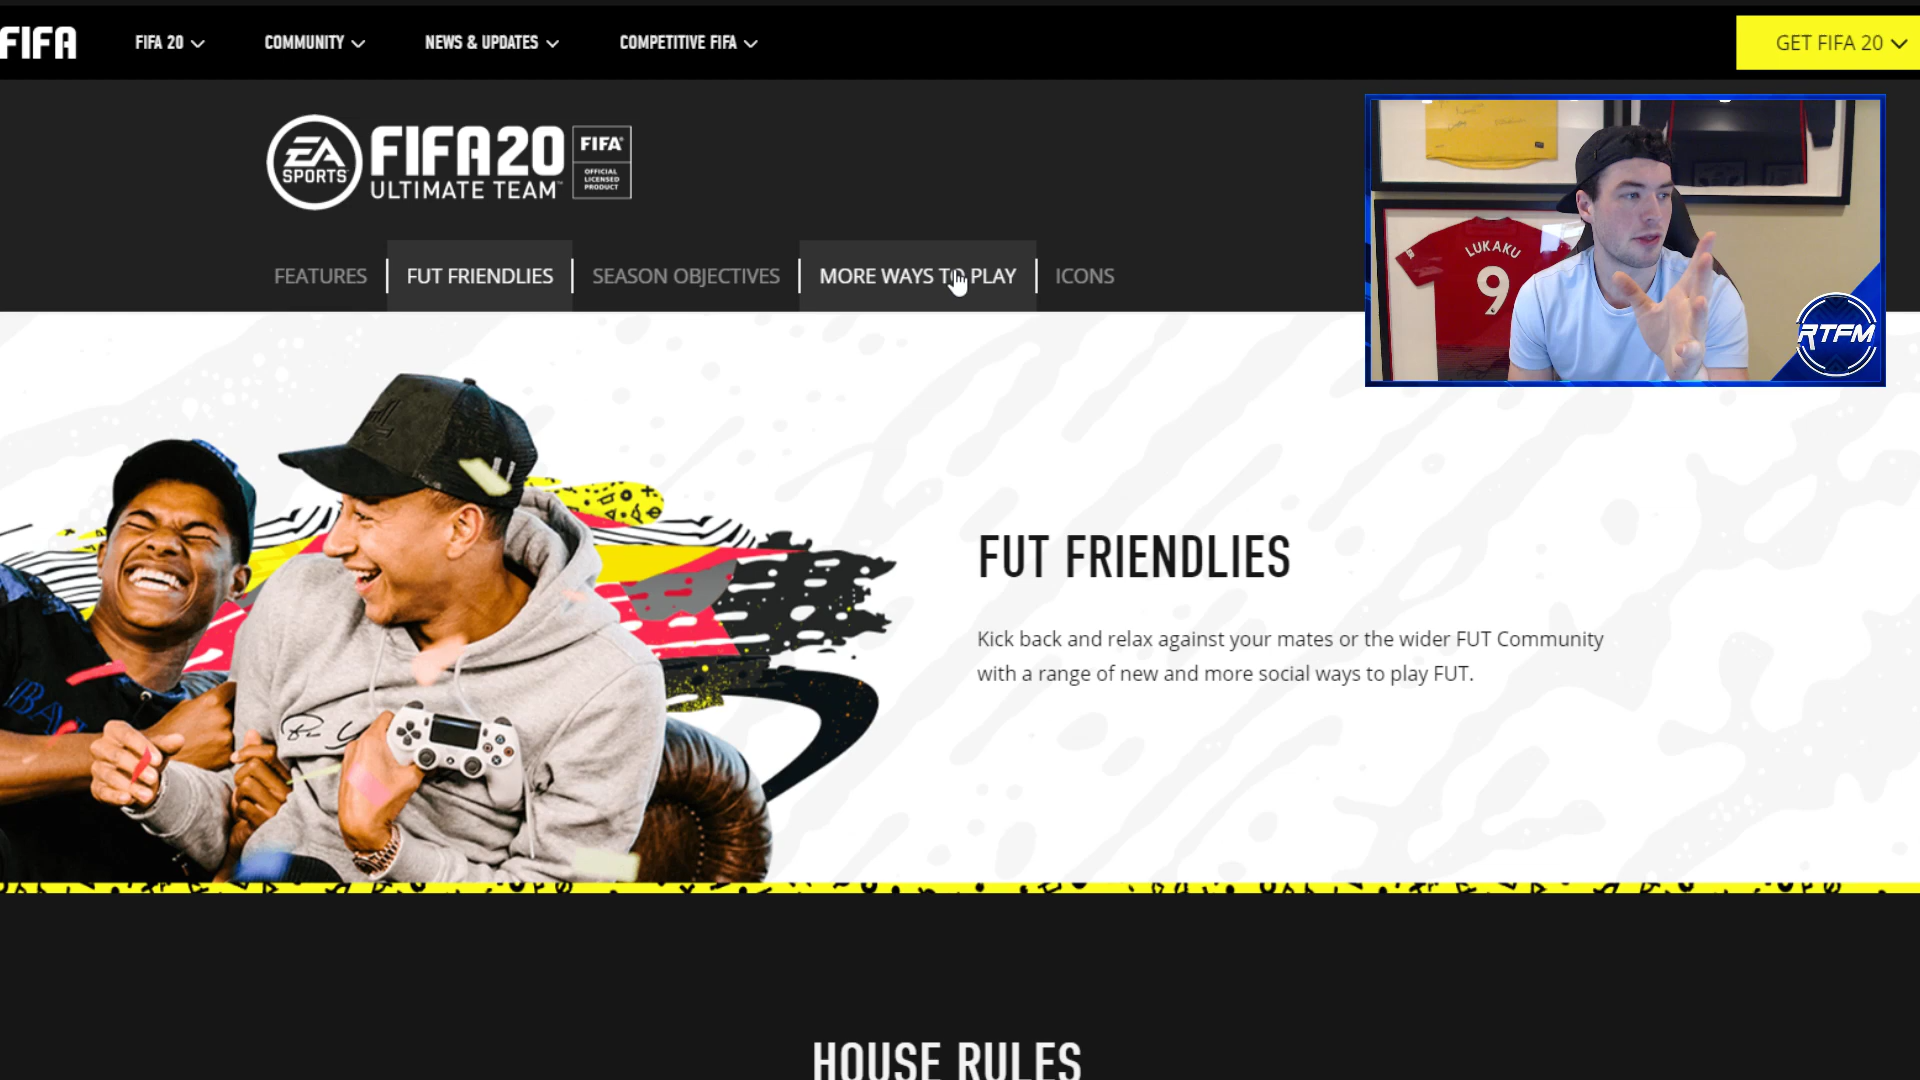 FIFA
FIFA 20
COMMUNITY
NEWS & UPDATES
COMPETITIVE FIFA
GET FIFA 20
EA
SPORTS
FIFA20
ULTIMATE TEAM
FIFA
OFFICIAL
LICENSED
PRODUCT
FEATURES
FUT FRIENDLIES
SEASON OBJECTIVES
MORE WAYS TO PLAY
ICONS
LUKAKU
9
RTFM
FUT FRIENDLIES
Kick back and relax against your mates or the wider FUT Community
with a range of new and more social ways to play FUT.
HOUSE RULES